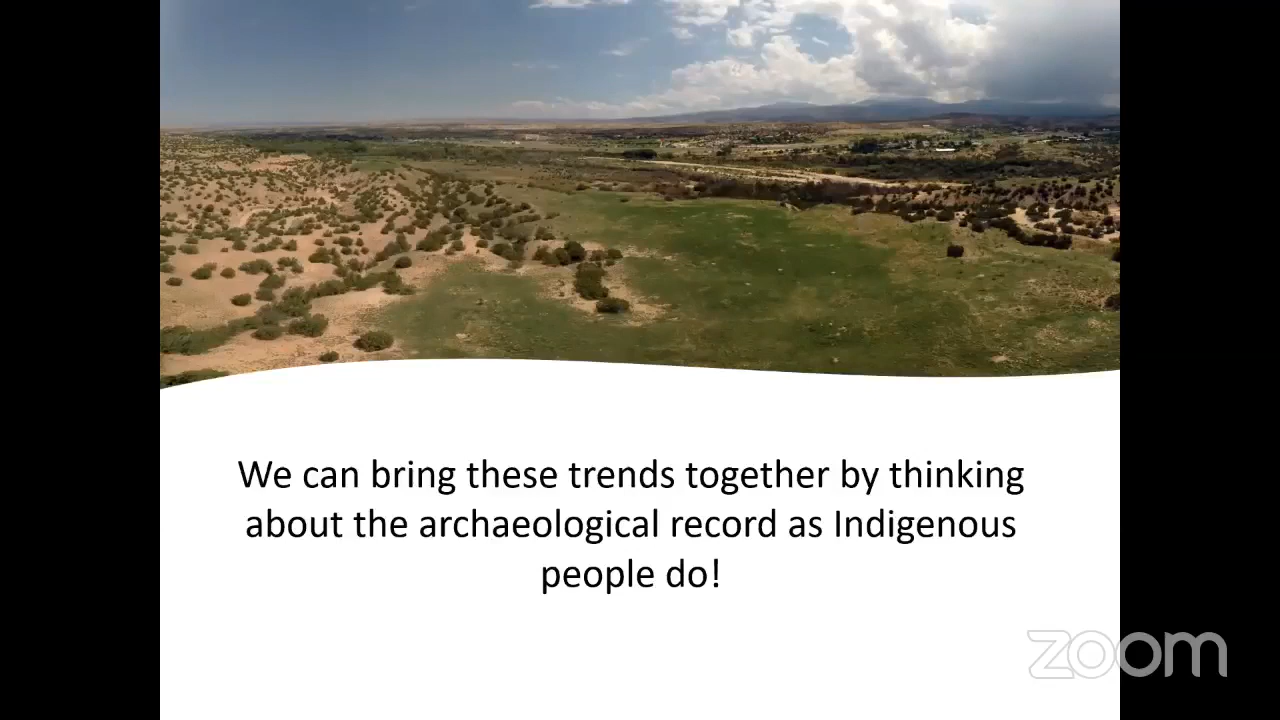 We can bring these trends together by thinking
about the archaeological record as Indigenous
people do!
zoom